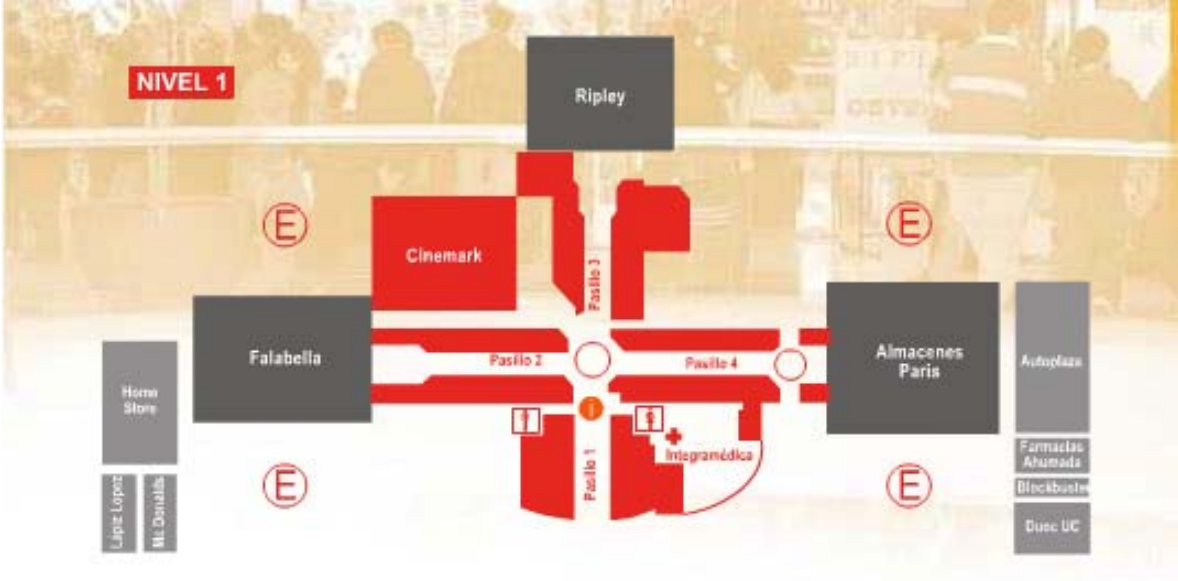 NIVEL 1
Ripley
E
E
Cinemark
Pasillo 3
Falabella
Pasillo 2
Pasillo 4
Almacenes
Paris
Autoplaza
Home
Store
i
Integramédica
Pasillo 1
E
E
Farmacias
Ahumada
Blockbuster
Duoc UC
Lápiz Lopez
Mc Donalds